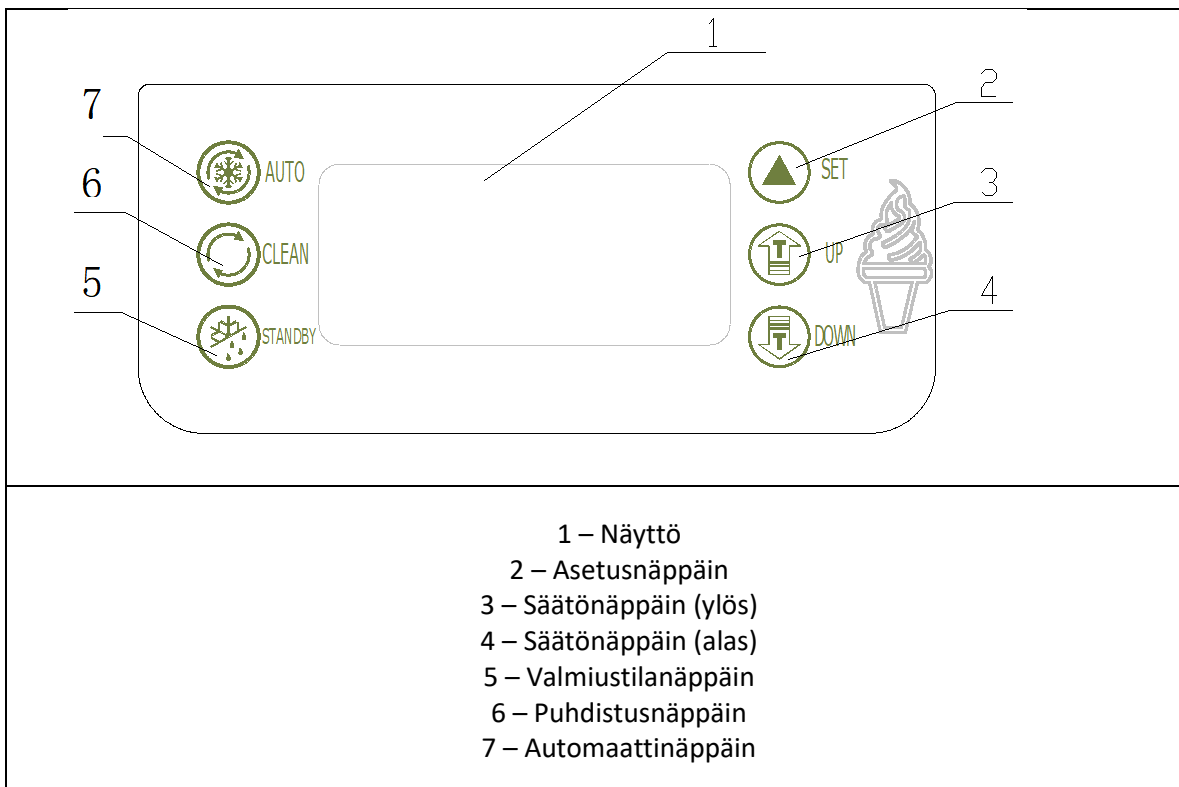 1
2
7
AUTO
SET
6
3
CLEAN
T
UP
5
4
STANDBY
T
DOWN
1 – Näyttö
2 – Asetusnäppäin
3 – Säätönäppäin (ylös)
4 – Säätönäppäin (alas)
5 – Valmiustilanäppäin
6 – Puhdistusnäppäin
7 – Automaattinäppäin